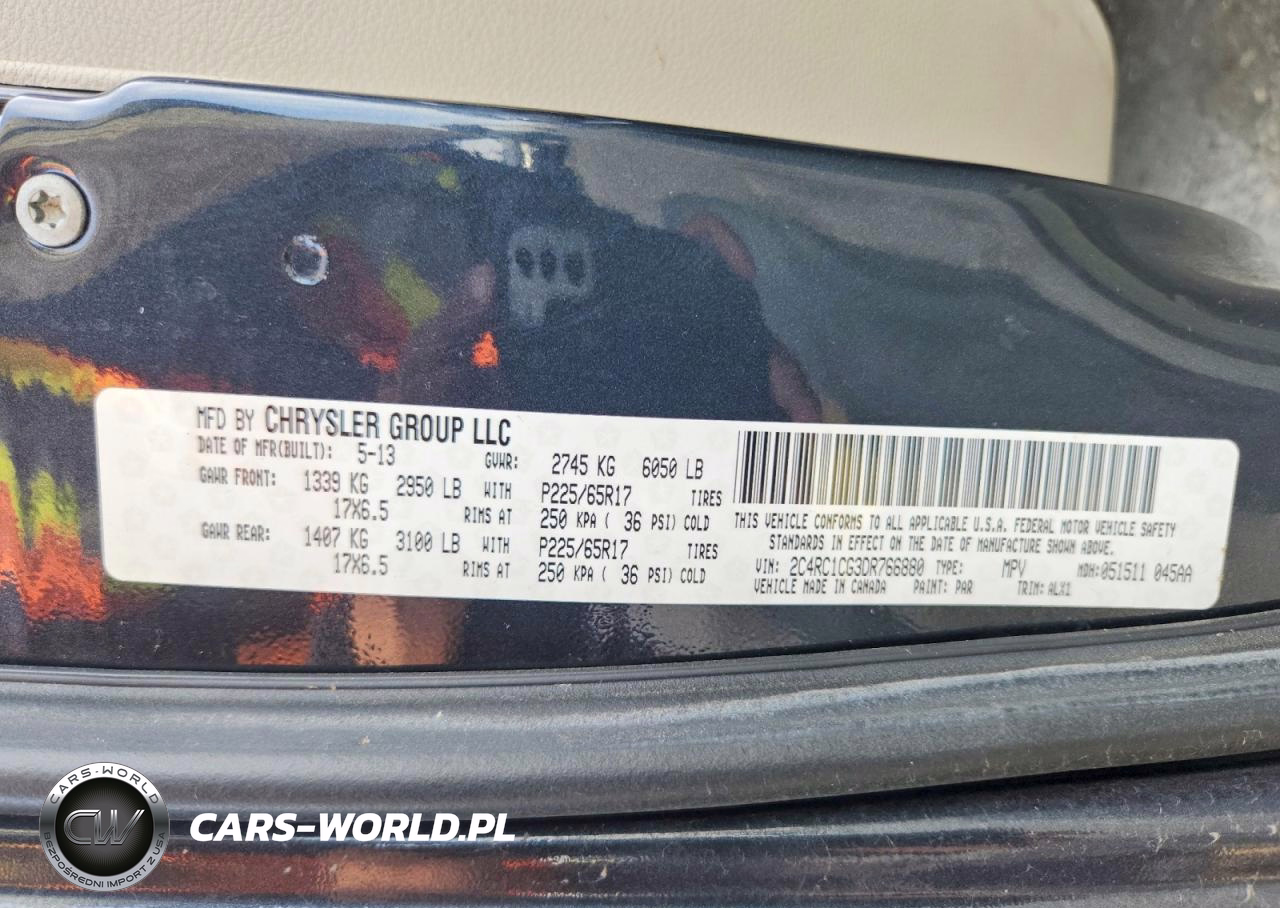 MFD BY CHRYSLER GROUP LLC
DATE OF MFR(BUILT): 5-13 GVWR: 2745 KG 6050 LB
GAWR FRONT: 1339 KG 2950 LB WITH P225/65R17 TIRES
17X6.5 RIMS AT 250 KPA ( 36 PSI) COLD
GAWR REAR: 1407 KG 3100 LB WITH P225/65R17 TIRES
17X6.5 RIMS AT 250 KPA ( 36 PSI) COLD
THIS VEHICLE CONFORMS TO ALL APPLICABLE U.S.A. FEDERAL MOTOR VEHICLE SAFETY
STANDARDS IN EFFECT ON THE DATE OF MANUFACTURE SHOWN ABOVE.
VIN: 2C4RC1CG3DR766880 TYPE: MPV MDH:051511 045AA
VEHICLE MADE IN CANADA PAINT: PAR TRIM: ALX1
CARS-WORLD
CW
BEZPOŚREDNI IMPORT Z USA
CARS-WORLD.PL